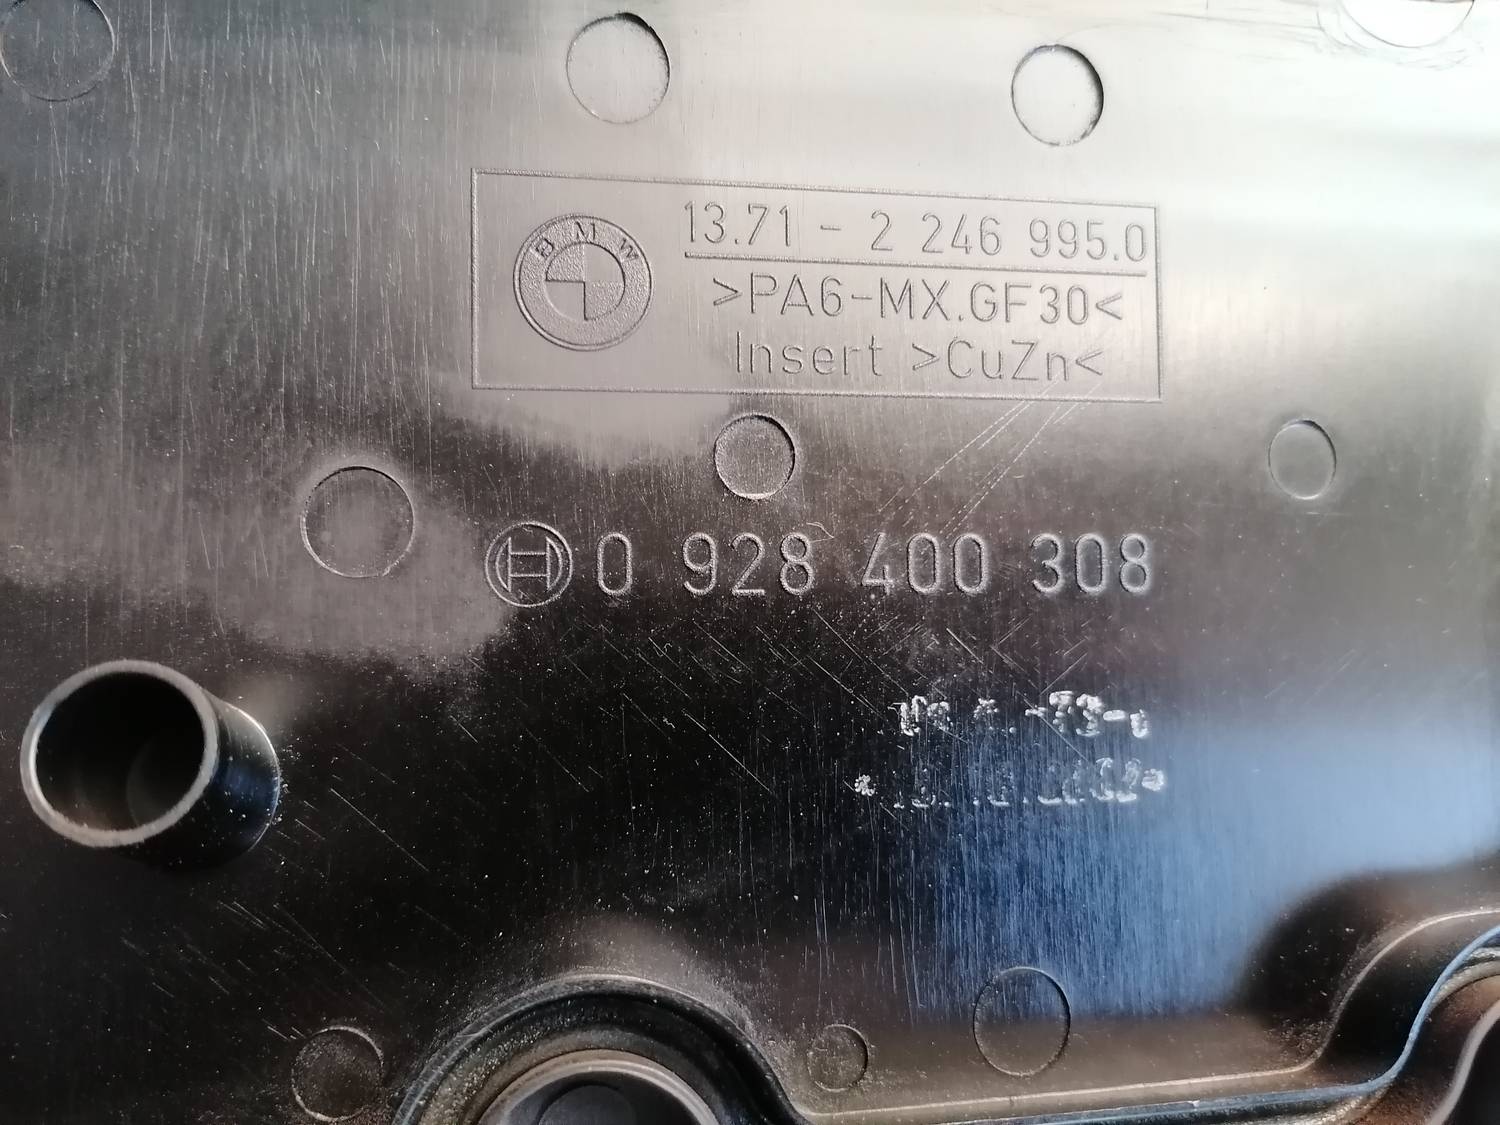 BMW
13.71 - 2 246 995.0
>PA6-MX.GF30<
Insert >CuZn<
0 928 400 308